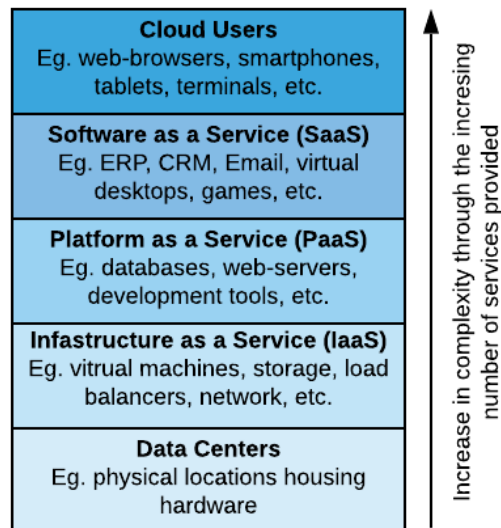 Cloud Users
Eg. web-browsers, smartphones,
tablets, terminals, etc.
Software as a Service (SaaS)
Eg. ERP, CRM, Email, virtual
desktops, games, etc.
Platform as a Service (PaaS)
Eg. databases, web-servers,
development tools, etc.
Infastructure as a Service (IaaS)
Eg. vitrual machines, storage, load
balancers, network, etc.
Data Centers
Eg. physical locations housing
hardware
Increase in complexity through the incresing
number of services provided